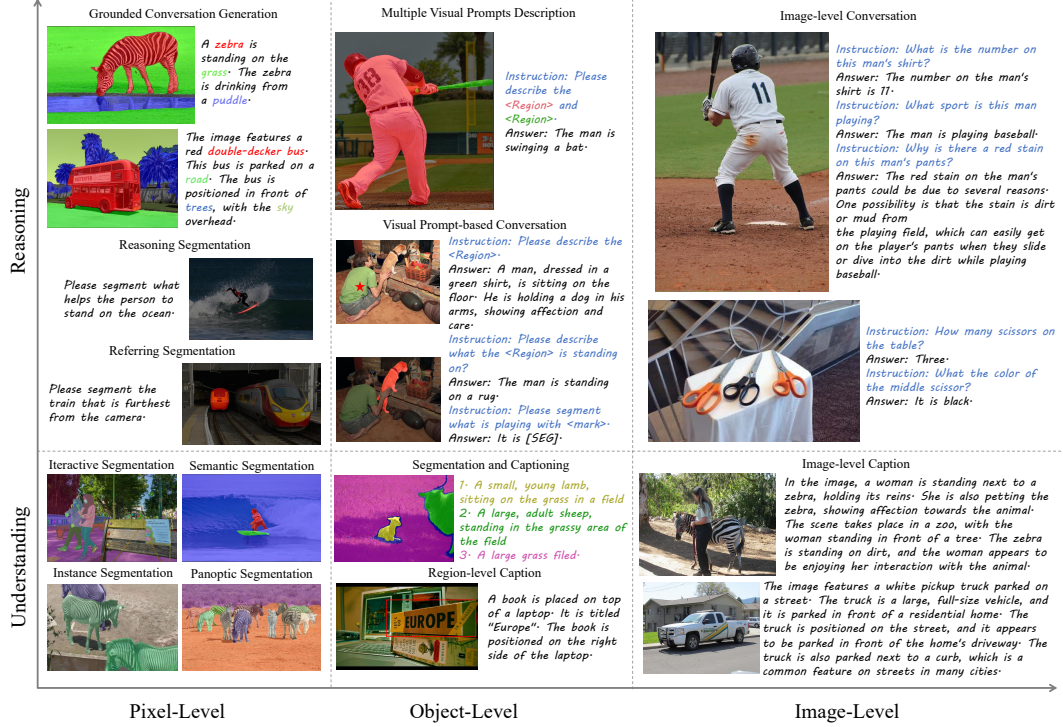 Grounded Conversation Generation
A zebra is
standing on the
grass. The zebra
is drinking from
a puddle.
The image features a
red double-decker bus.
This bus is parked on a
road. The bus is
positioned in front of
trees, with the sky
overhead.
Reasoning Segmentation
Please segment what
helps the person to
stand on the ocean.
Referring Segmentation
Please segment the
train that is furthest
from the camera.
Multiple Visual Prompts Description
Instruction: Please
describe the
<Region> and
<Region>.
Answer: The man is
swinging a bat.
Visual Prompt-based Conversation
Instruction: Please describe the
<Region>.
Answer: A man, dressed in a
green shirt, is sitting on the
floor. He is holding a dog in his
arms, showing affection and
care.
Instruction: Please describe
what the <Region> is standing
on?
Answer: The man is standing
on a rug.
Instruction: Please segment
what is playing with <mark>.
Answer: It is [SEG].
Image-level Conversation
11
Instruction: What is the number on
this man's shirt?
Answer: The number on the man's
shirt is 11.
Instruction: What sport is this man
playing?
Answer: The man is playing baseball.
Instruction: Why is there a red stain
on this man's pants?
Answer: The red stain on the man's
pants could be due to several reasons.
One possibility is that the stain is dirt
or mud from
the playing field, which can easily get
on the player's pants when they slide
or dive into the dirt while playing
baseball.
Instruction: How many scissors on
the table?
Answer: Three.
Instruction: What the color of
the middle scissor?
Answer: It is black.
Reasoning
Iteractive Segmentation
Semantic Segmentation
Instance Segmentation
Panoptic Segmentation
Segmentation and Captioning
1. A small, young lamb,
sitting on the grass in a field
2. A large, adult sheep,
standing in the grassy area of
the field
3. A large grass filed.
Region-level Caption
EUROPE
A book is placed on top
of a laptop. It is titled
"Europe". The book is
positioned on the right
side of the laptop.
Image-level Caption
In the image, a woman is standing next to a
zebra, holding its reins. She is also petting the
zebra, showing affection towards the animal.
The scene takes place in a zoo, with the
woman standing in front of a tree. The zebra
is standing on dirt, and the woman appears to
be enjoying her interaction with the animal.
The image features a white pickup truck parked on
a street. The truck is a large, full-size vehicle, and
it is parked in front of a residential home. The
truck is positioned on the street, and it appears
to be parked in front of the home's driveway. The
truck is also parked next to a curb, which is a
common feature on streets in many cities.
Understanding
Pixel-Level
Object-Level
Image-Level